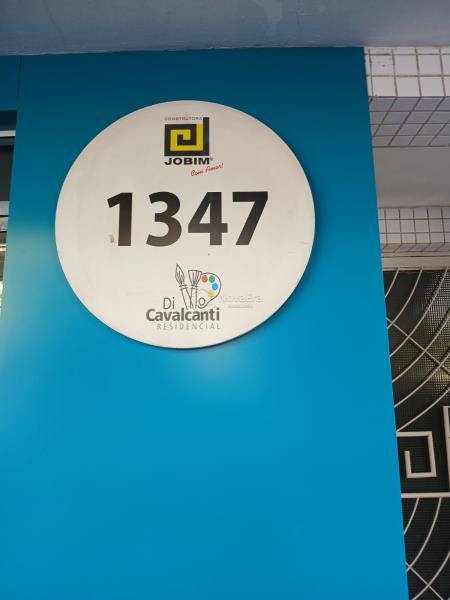 CONSTRUTORA
JOBIM®
Com Amor!
1347
Di
NovaEra
Cavalcanti
RESIDENCIAL